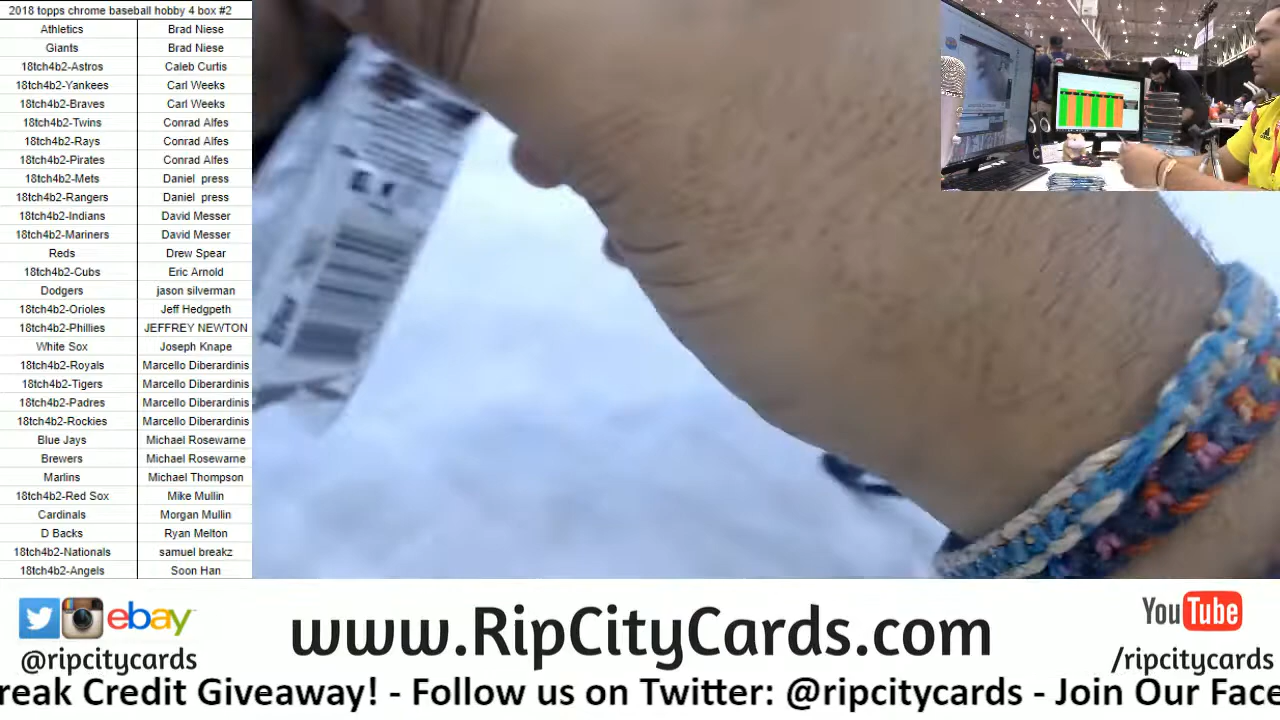 2018 topps chrome baseball hobby 4 box #2
Athletics Brad Niese
Giants Brad Niese
18tch4b2-Astros Caleb Curtis
18tch4b2-Yankees Carl Weeks
18tch4b2-Braves Carl Weeks
18tch4b2-Twins Conrad Alfes
18tch4b2-Rays Conrad Alfes
18tch4b2-Pirates Conrad Alfes
18tch4b2-Mets Daniel press
18tch4b2-Rangers Daniel press
18tch4b2-Indians David Messer
18tch4b2-Mariners David Messer
Reds Drew Spear
18tch4b2-Cubs Eric Arnold
Dodgers jason silverman
18tch4b2-Orioles Jeff Hedgpeth
18tch4b2-Phillies JEFFREY NEWTON
White Sox Joseph Knape
18tch4b2-Royals Marcello Diberardinis
18tch4b2-Tigers Marcello Diberardinis
18tch4b2-Padres Marcello Diberardinis
18tch4b2-Rockies Marcello Diberardinis
Blue Jays Michael Rosewarne
Brewers Michael Rosewarne
Marlins Michael Thompson
18tch4b2-Red Sox Mike Mullin
Cardinals Morgan Mullin
D Backs Ryan Melton
18tch4b2-Nationals samuel breakz
18tch4b2-Angels Soon Han
ebay
@ripcitycards
www.RipCityCards.com
YouTube
/ripcitycards
reak Credit Giveaway! - Follow us on Twitter: @ripcitycards - Join Our Face